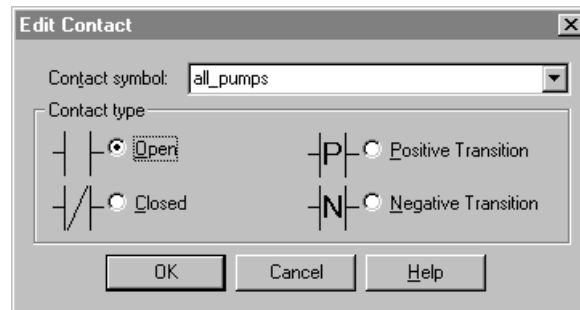 Edit Contact
Contact symbol: all_pumps
Contact type
Open
P Positive Transition
Closed
N Negative Transition
OK Cancel Help